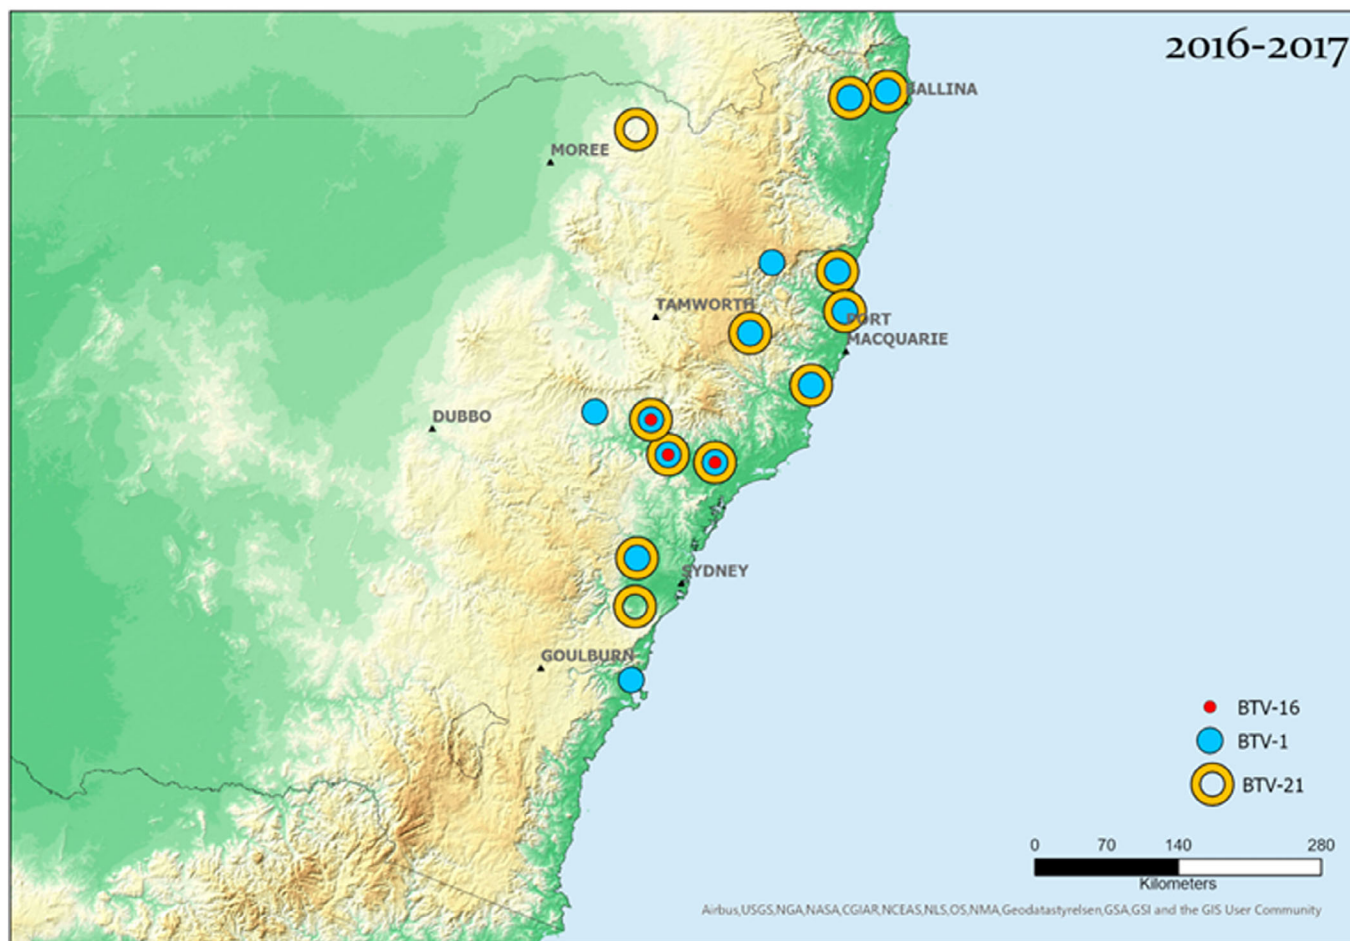 2016-2017
BALLINA
MOREE
TAMWORTH
PORT
MACQUARIE
DUBBO
SYDNEY
GOULBURN
BTV-16
BTV-1
BTV-21
0 70 140 280
Kilometers
Airbus,USGS,NGA,NASA,CGIAR,NCEAS,NLS,OS,NMA,Geodatastyrelsen,GSA,GSI and the GIS User Community